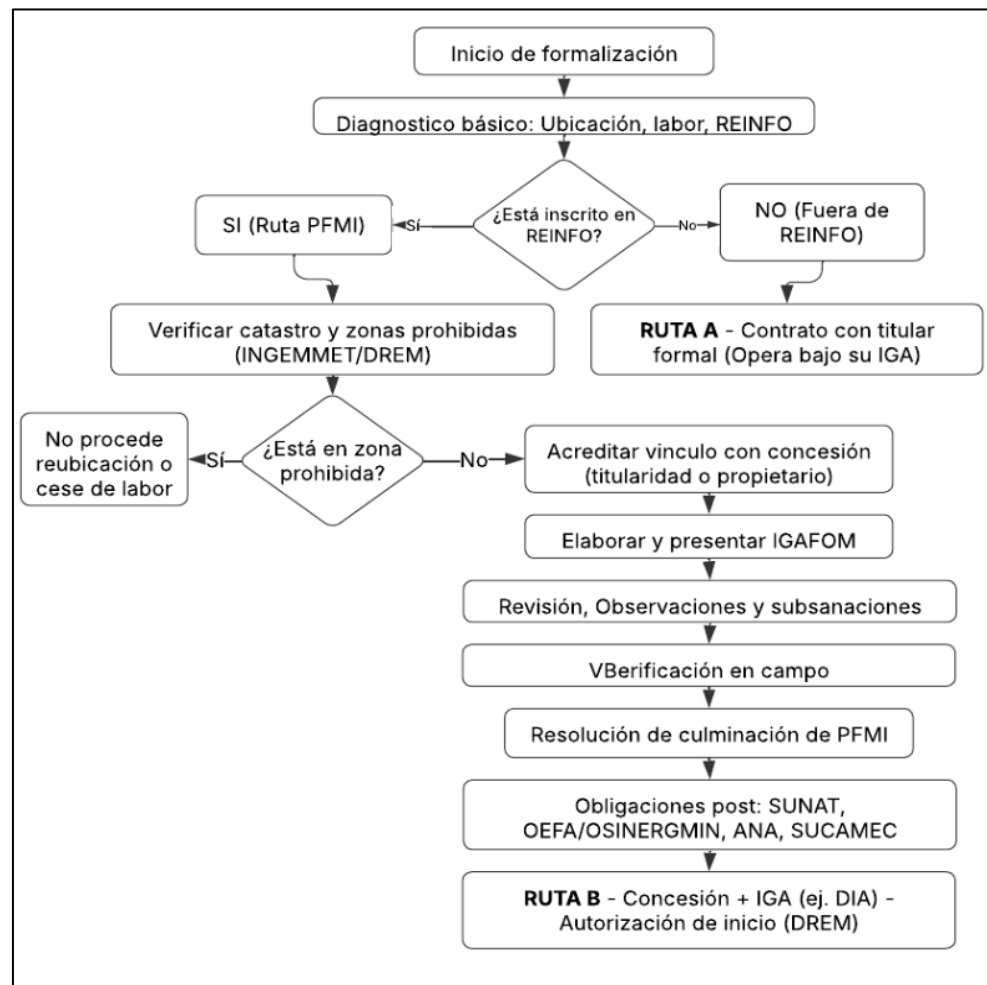 Inicio de formalización
Diagnostico básico: Ubicación, labor, REINFO
¿Está inscrito en
REINFO?
Sí
No
SI (Ruta PFMI)
NO (Fuera de
REINFO)
Verificar catastro y zonas prohibidas
(INGEMMET/DREM)
RUTA A - Contrato con titular
formal (Opera bajo su IGA)
¿Está en zona
prohibida?
Sí
No
No procede
reubicación o
cese de labor
Acreditar vinculo con concesión
(titularidad o propietario)
Elaborar y presentar IGAFOM
Revisión, Observaciones y subsanaciones
VBerificación en campo
Resolución de culminación de PFMI
Obligaciones post: SUNAT,
OEFA/OSINERGMIN, ANA, SUCAMEC
RUTA B - Concesión + IGA (ej. DIA) -
Autorización de inicio (DREM)